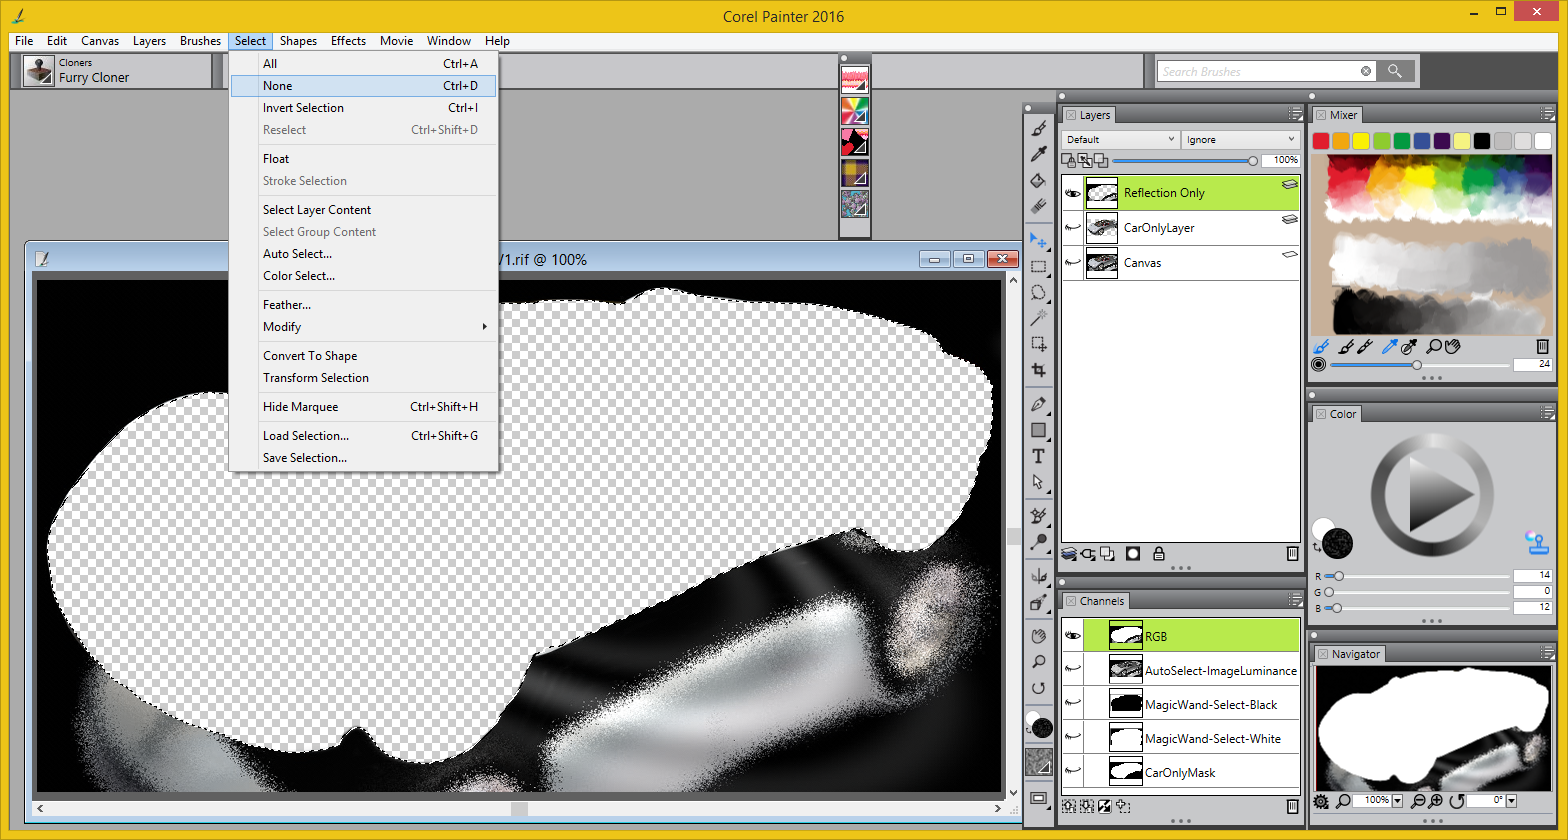 Corel Painter 2016
File Edit Canvas Layers Brushes Select Shapes Effects Movie Window Help
Cloners
Furry Cloner
Search Brushes
All Ctrl+A
None Ctrl+D
Invert Selection Ctrl+I
Reselect Ctrl+Shift+D
Float
Stroke Selection
Select Layer Content
Select Group Content
Auto Select...
Color Select...
Feather...
Modify
Convert To Shape
Transform Selection
Hide Marquee Ctrl+Shift+H
Load Selection... Ctrl+Shift+G
Save Selection...
/1.rif @ 100%
T
Layers
Default Ignore
100%
Reflection Only
CarOnlyLayer
Canvas
Channels
RGB
AutoSelect-ImageLuminance
MagicWand-Select-Black
MagicWand-Select-White
CarOnlyMask
Mixer
24
Color
R 14
G 0
B 12
Navigator
100% 0°